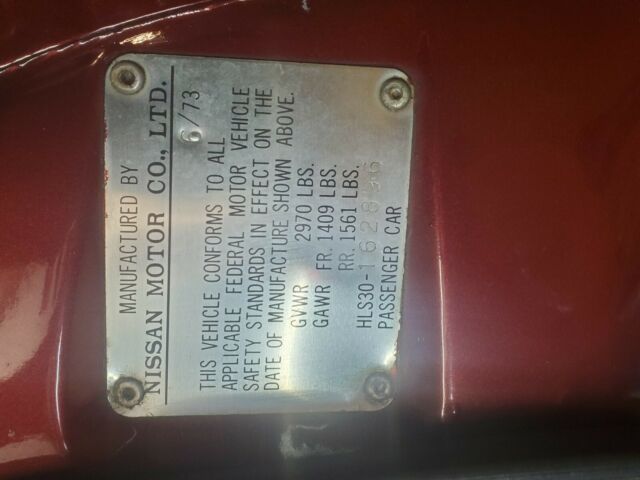 MANUFACTURED BY
NISSAN MOTOR CO., LTD.
6/73
THIS VEHICLE CONFORMS TO ALL
APPLICABLE FEDERAL MOTOR VEHICLE
SAFETY STANDARDS IN EFFECT ON THE
DATE OF MANUFACTURE SHOWN ABOVE.
GVWR 2970 LBS.
GAWR FR. 1409 LBS.
RR. 1561 LBS.
HLS30-
PASSENGER CAR